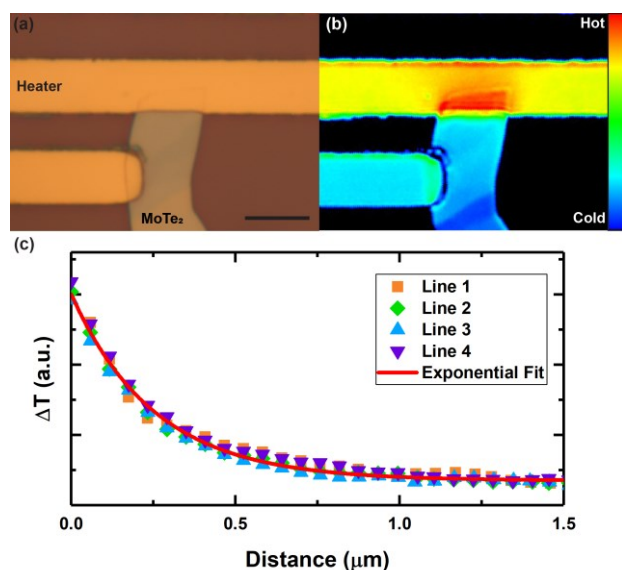 (a)
Heater
MoTe₂
(b)
Hot
Cold
(c)
ΔT (a.u.)
Line 1
Line 2
Line 3
Line 4
Exponential Fit
0.0 0.5 1.0 1.5
Distance (μm)